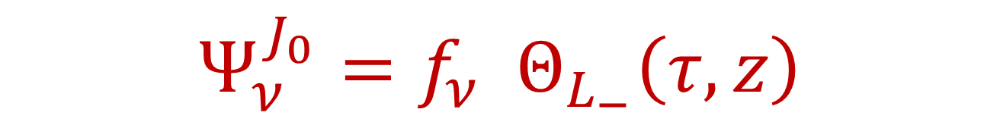 Ψ_ν^{J_0} = f_ν Θ_{L_−}(τ, z)